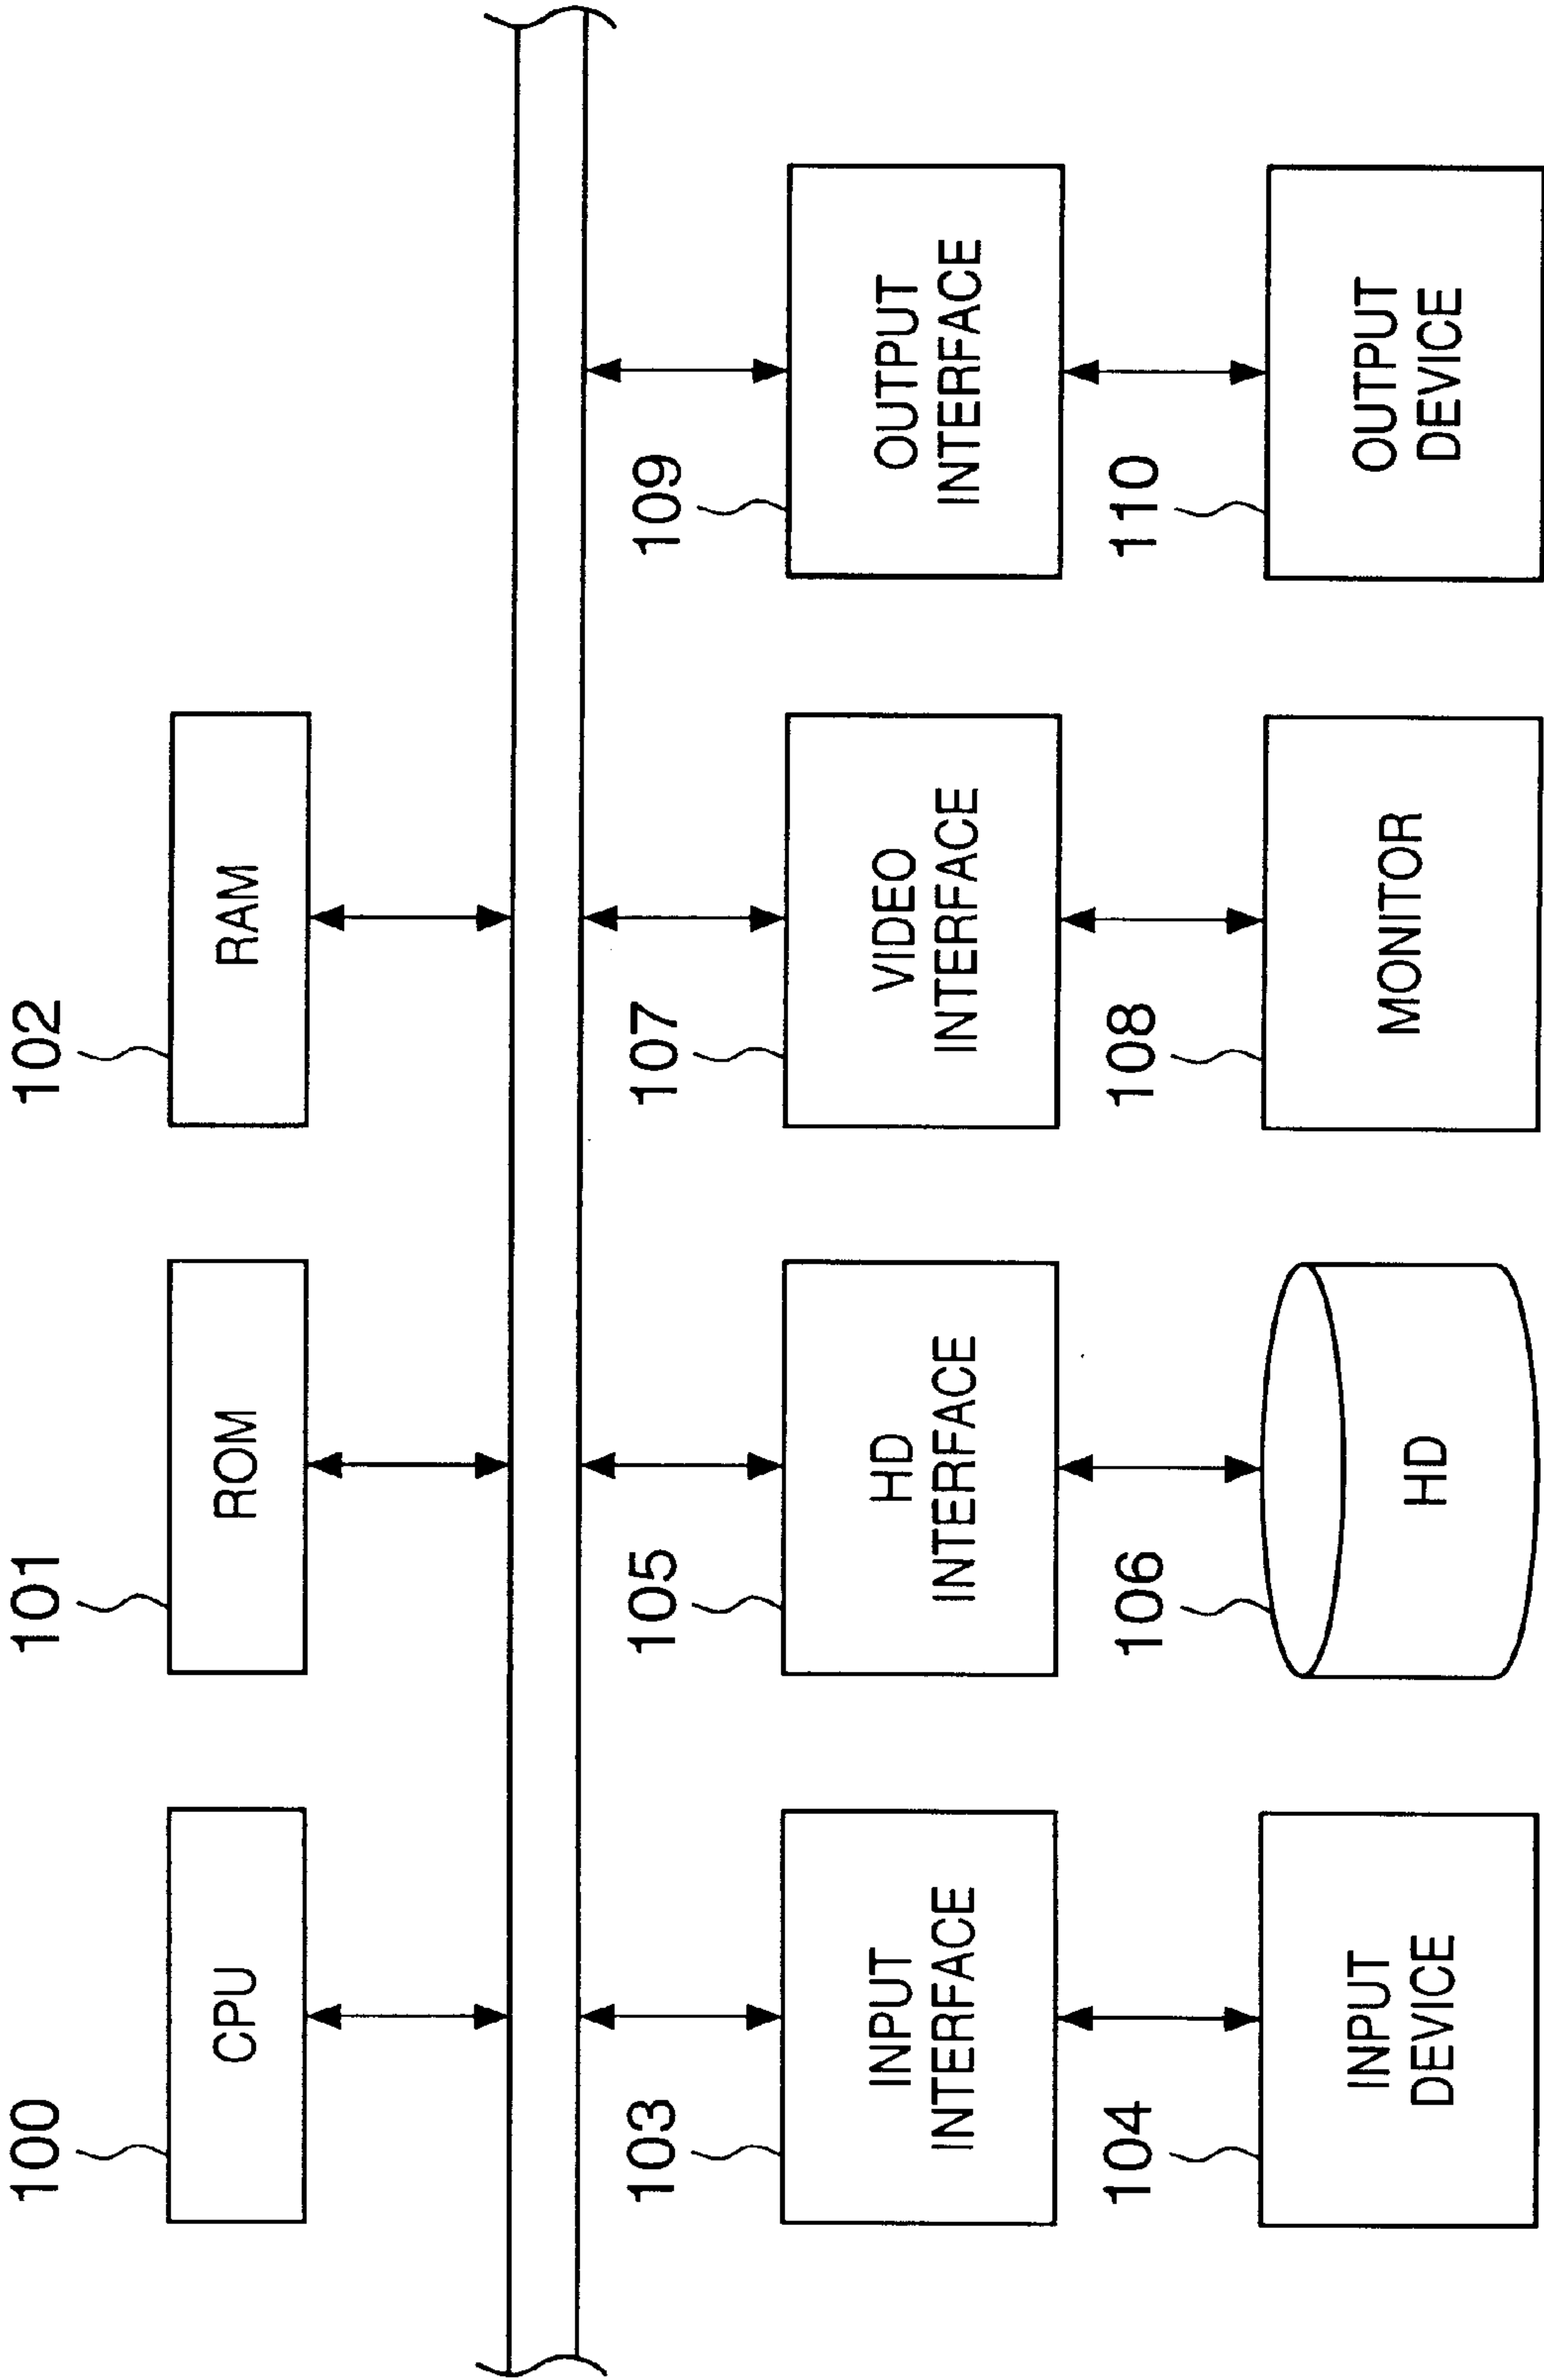 100
CPU
101
ROM
102
RAM
103
INPUT
INTERFACE
105
HD
INTERFACE
107
VIDEO
INTERFACE
109
OUTPUT
INTERFACE
104
INPUT
DEVICE
106
HD
108
MONITOR
110
OUTPUT
DEVICE